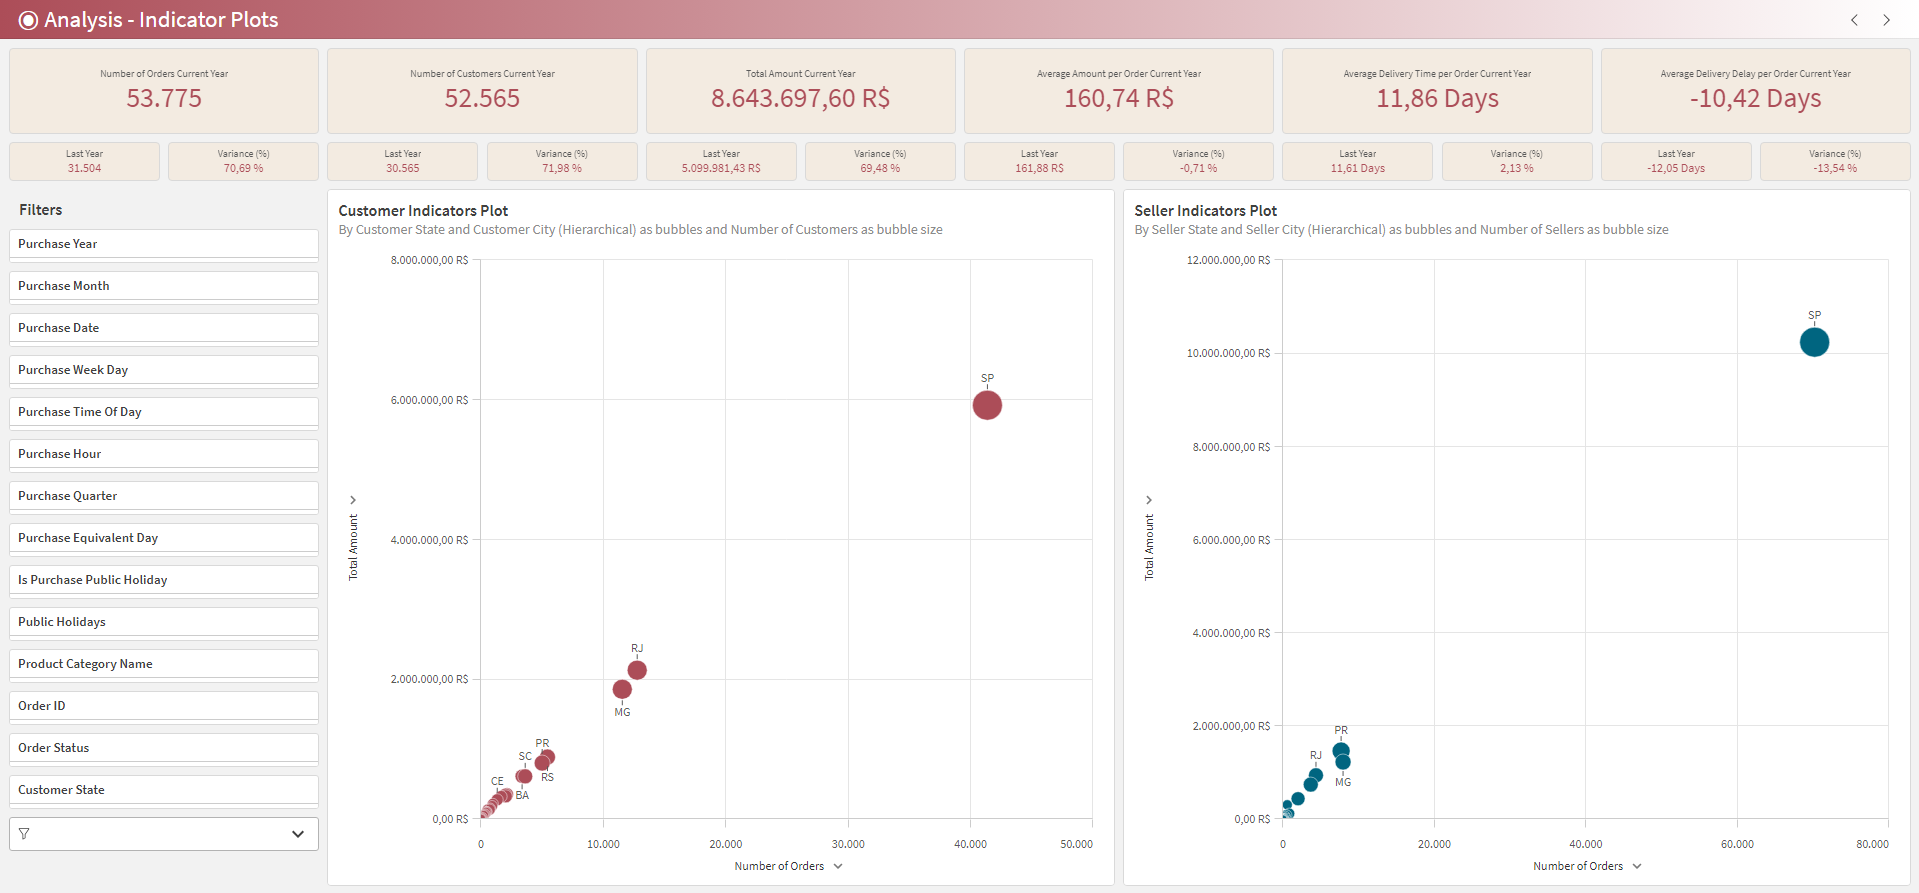 Analysis - Indicator Plots
Number of Orders Current Year
53.775
Number of Customers Current Year
52.565
Total Amount Current Year
8.643.697,60 R$
Average Amount per Order Current Year
160,74 R$
Average Delivery Time per Order Current Year
11,86 Days
Average Delivery Delay per Order Current Year
-10,42 Days
Last Year
31.504
Variance (%)
70,69 %
Last Year
30.565
Variance (%)
71,98 %
Last Year
5.099.981,43 R$
Variance (%)
69,48 %
Last Year
161,88 R$
Variance (%)
-0,71 %
Last Year
11,61 Days
Variance (%)
2,13 %
Last Year
-12,05 Days
Variance (%)
-13,54 %
Filters
Purchase Year
Purchase Month
Purchase Date
Purchase Week Day
Purchase Time Of Day
Purchase Hour
Purchase Quarter
Purchase Equivalent Day
Is Purchase Public Holiday
Public Holidays
Product Category Name
Order ID
Order Status
Customer State
Customer Indicators Plot
By Customer State and Customer City (Hierarchical) as bubbles and Number of Customers as bubble size
8.000.000,00 R$
6.000.000,00 R$
4.000.000,00 R$
2.000.000,00 R$
0,00 R$
Total Amount
SP
RJ
MG
PR
SC
RS
CE
BA
0
10.000
20.000
30.000
40.000
50.000
Number of Orders
Seller Indicators Plot
By Seller State and Seller City (Hierarchical) as bubbles and Number of Sellers as bubble size
12.000.000,00 R$
10.000.000,00 R$
8.000.000,00 R$
6.000.000,00 R$
4.000.000,00 R$
2.000.000,00 R$
0,00 R$
Total Amount
SP
PR
RJ
MG
0
20.000
40.000
60.000
80.000
Number of Orders